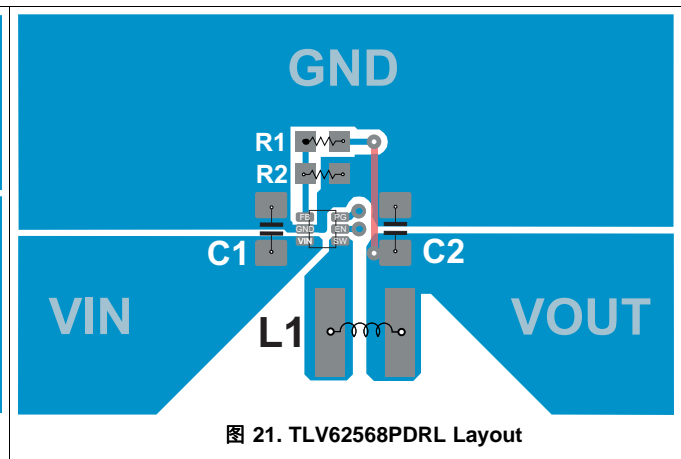 GND
R1
R2
FB PG
GND EN
VIN SW
C1 C2
VIN L1 VOUT
图 21. TLV62568PDRL Layout